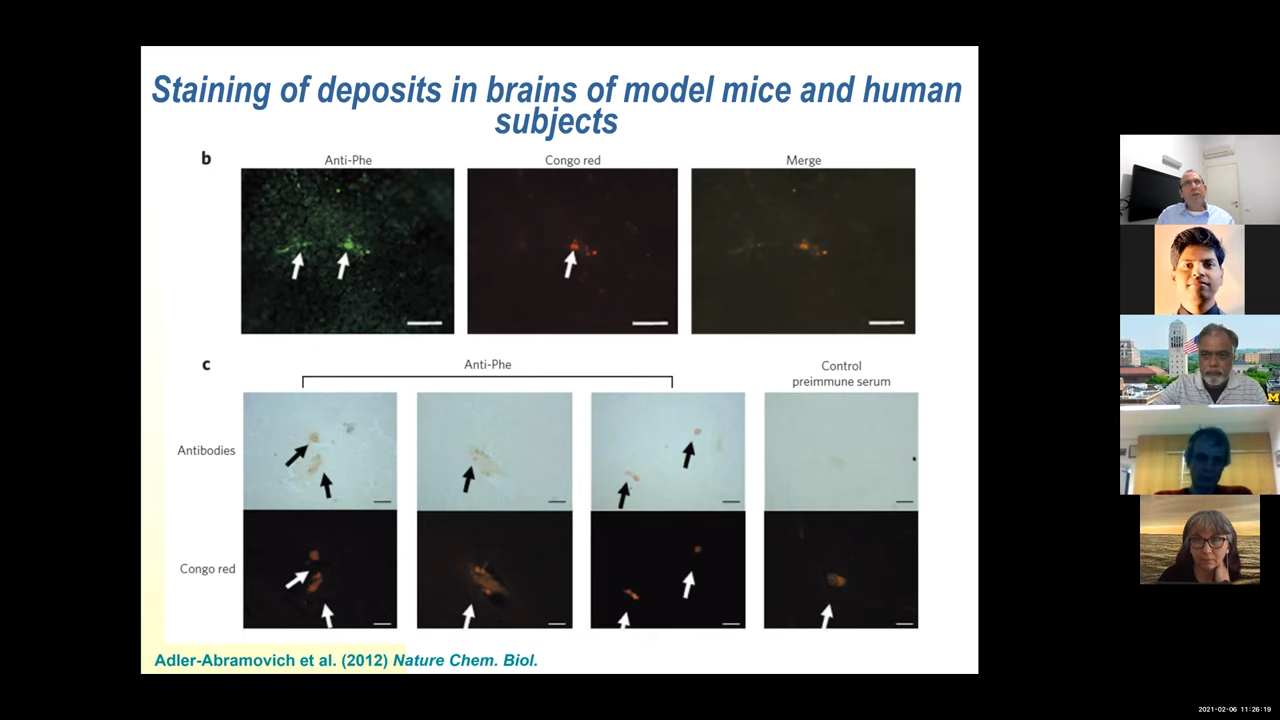 Staining of deposits in brains of model mice and human
subjects
b
Anti-Phe
Congo red
Merge
c
Anti-Phe
Control
preimmune serum
Antibodies
Congo red
Adler-Abramovich et al. (2012) Nature Chem. Biol.
M
2021-02-06 11:26:19